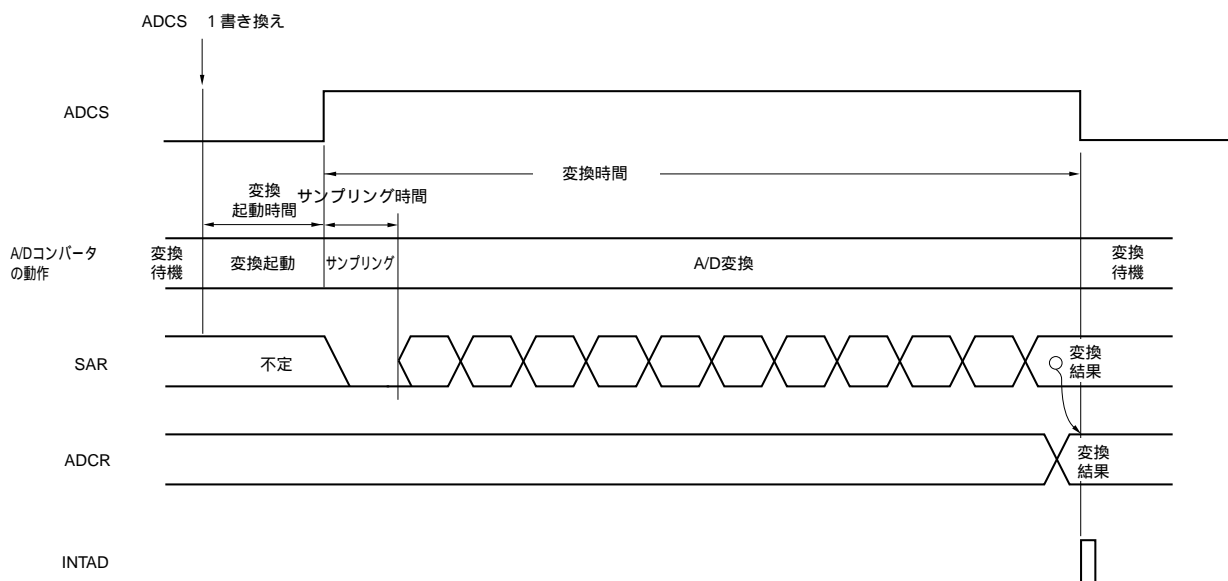 ADCS 1書き換え
ADCS
変換時間
変換
起動時間
サンプリング時間
A/Dコンバータ
の動作
変換
待機
変換起動
サンプリング
A/D変換
変換
待機
SAR
不定
変換
結果
ADCR
変換
結果
INTAD